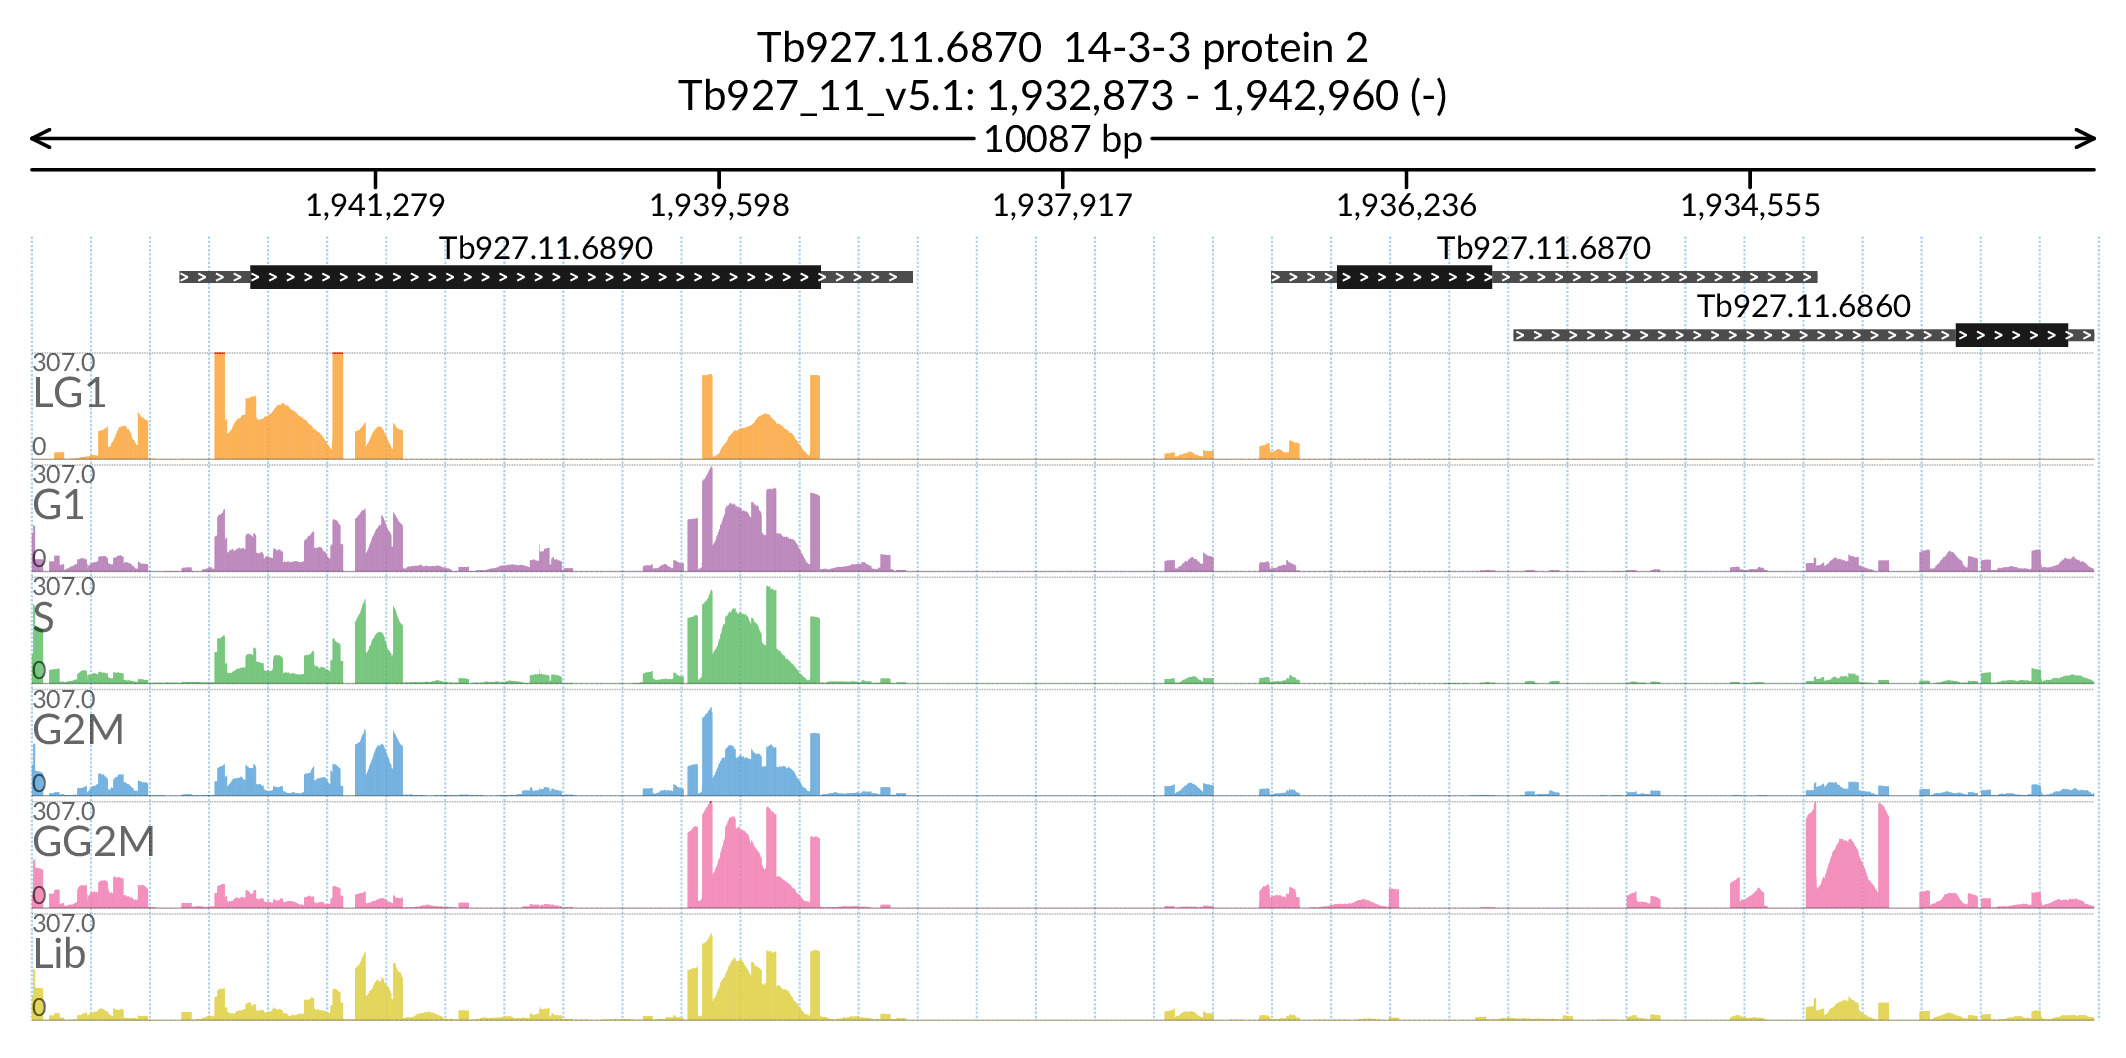 Tb927.11.6870  14-3-3 protein 2
Tb927_11_v5.1: 1,932,873 - 1,942,960 (-)
10087 bp
1,941,279 1,939,598 1,937,917 1,936,236 1,934,555
Tb927.11.6890 Tb927.11.6870
Tb927.11.6860
307.0
LG1
0
307.0
G1
0
307.0
S
0
307.0
G2M
0
307.0
GG2M
0
307.0
Lib
0